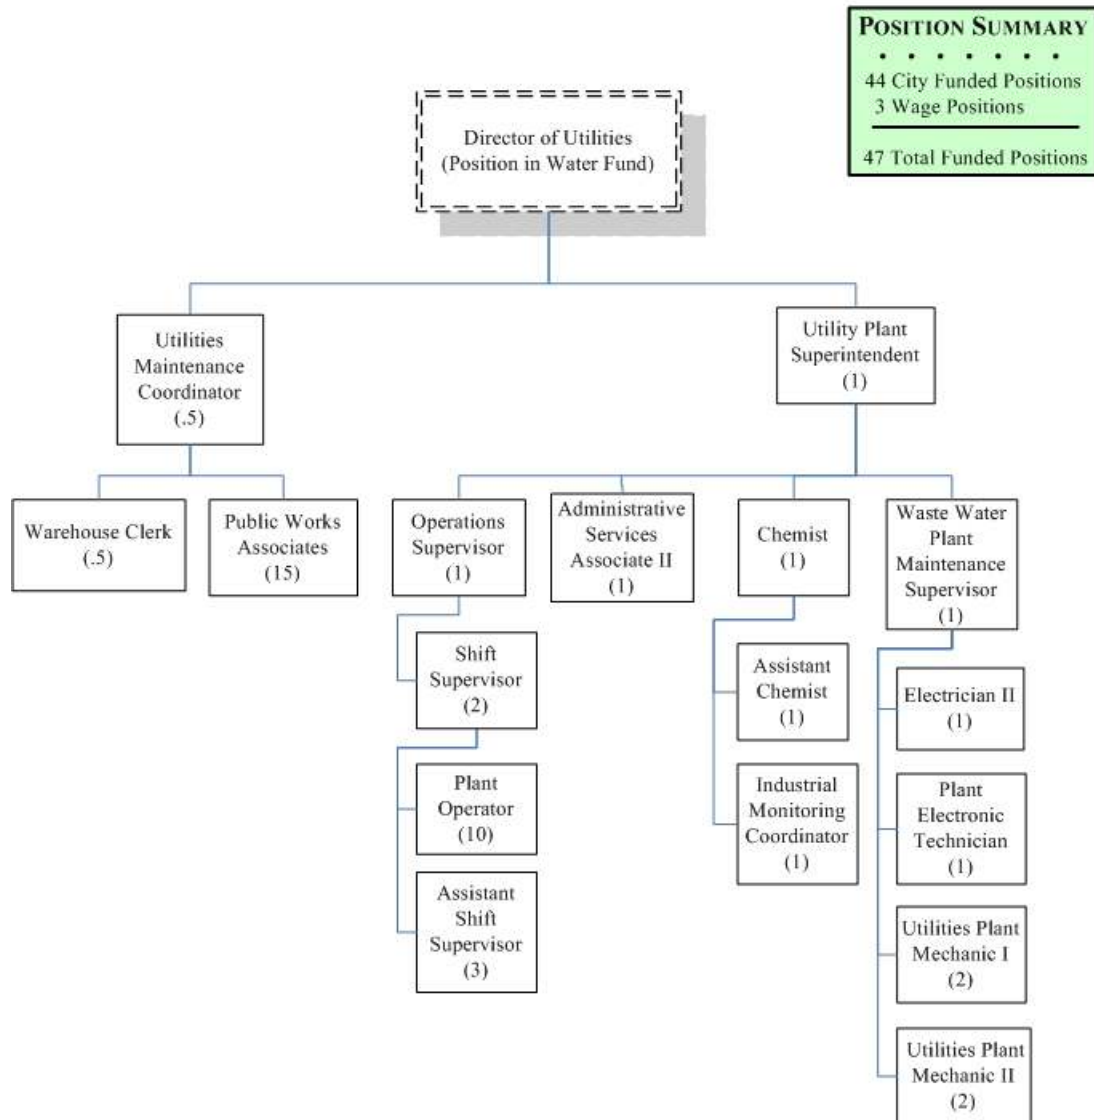 POSITION SUMMARY
44 City Funded Positions
3 Wage Positions
47 Total Funded Positions
Director of Utilities
(Position in Water Fund)
Utilities
Maintenance
Coordinator
(.5)
Utility Plant
Superintendent
(1)
Warehouse Clerk
(.5)
Public Works
Associates
(15)
Operations
Supervisor
(1)
Administrative
Services
Associate II
(1)
Chemist
(1)
Waste Water
Plant
Maintenance
Supervisor
(1)
Shift
Supervisor
(2)
Plant
Operator
(10)
Assistant
Shift
Supervisor
(3)
Assistant
Chemist
(1)
Industrial
Monitoring
Coordinator
(1)
Electrician II
(1)
Plant
Electronic
Technician
(1)
Utilities Plant
Mechanic I
(2)
Utilities Plant
Mechanic II
(2)